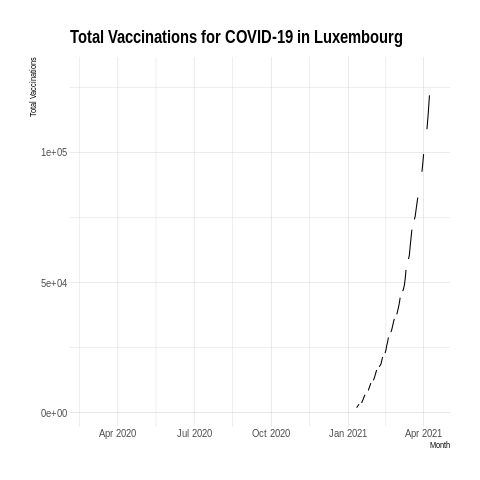 Total Vaccinations for COVID-19 in Luxembourg
Total Vaccinations
1e+05
5e+04
0e+00
Apr 2020 Jul 2020 Oct 2020 Jan 2021 Apr 2021
Month